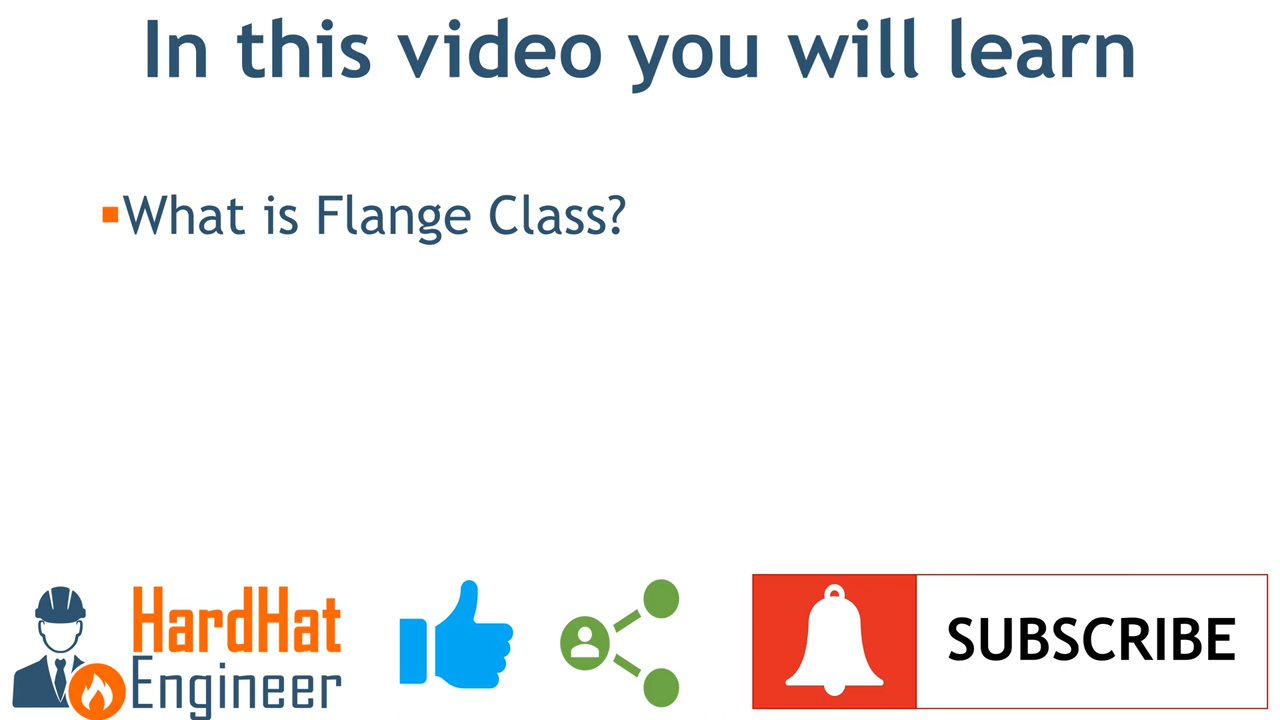 In this video you will learn
▪What is Flange Class?
HardHat
Engineer
SUBSCRIBE